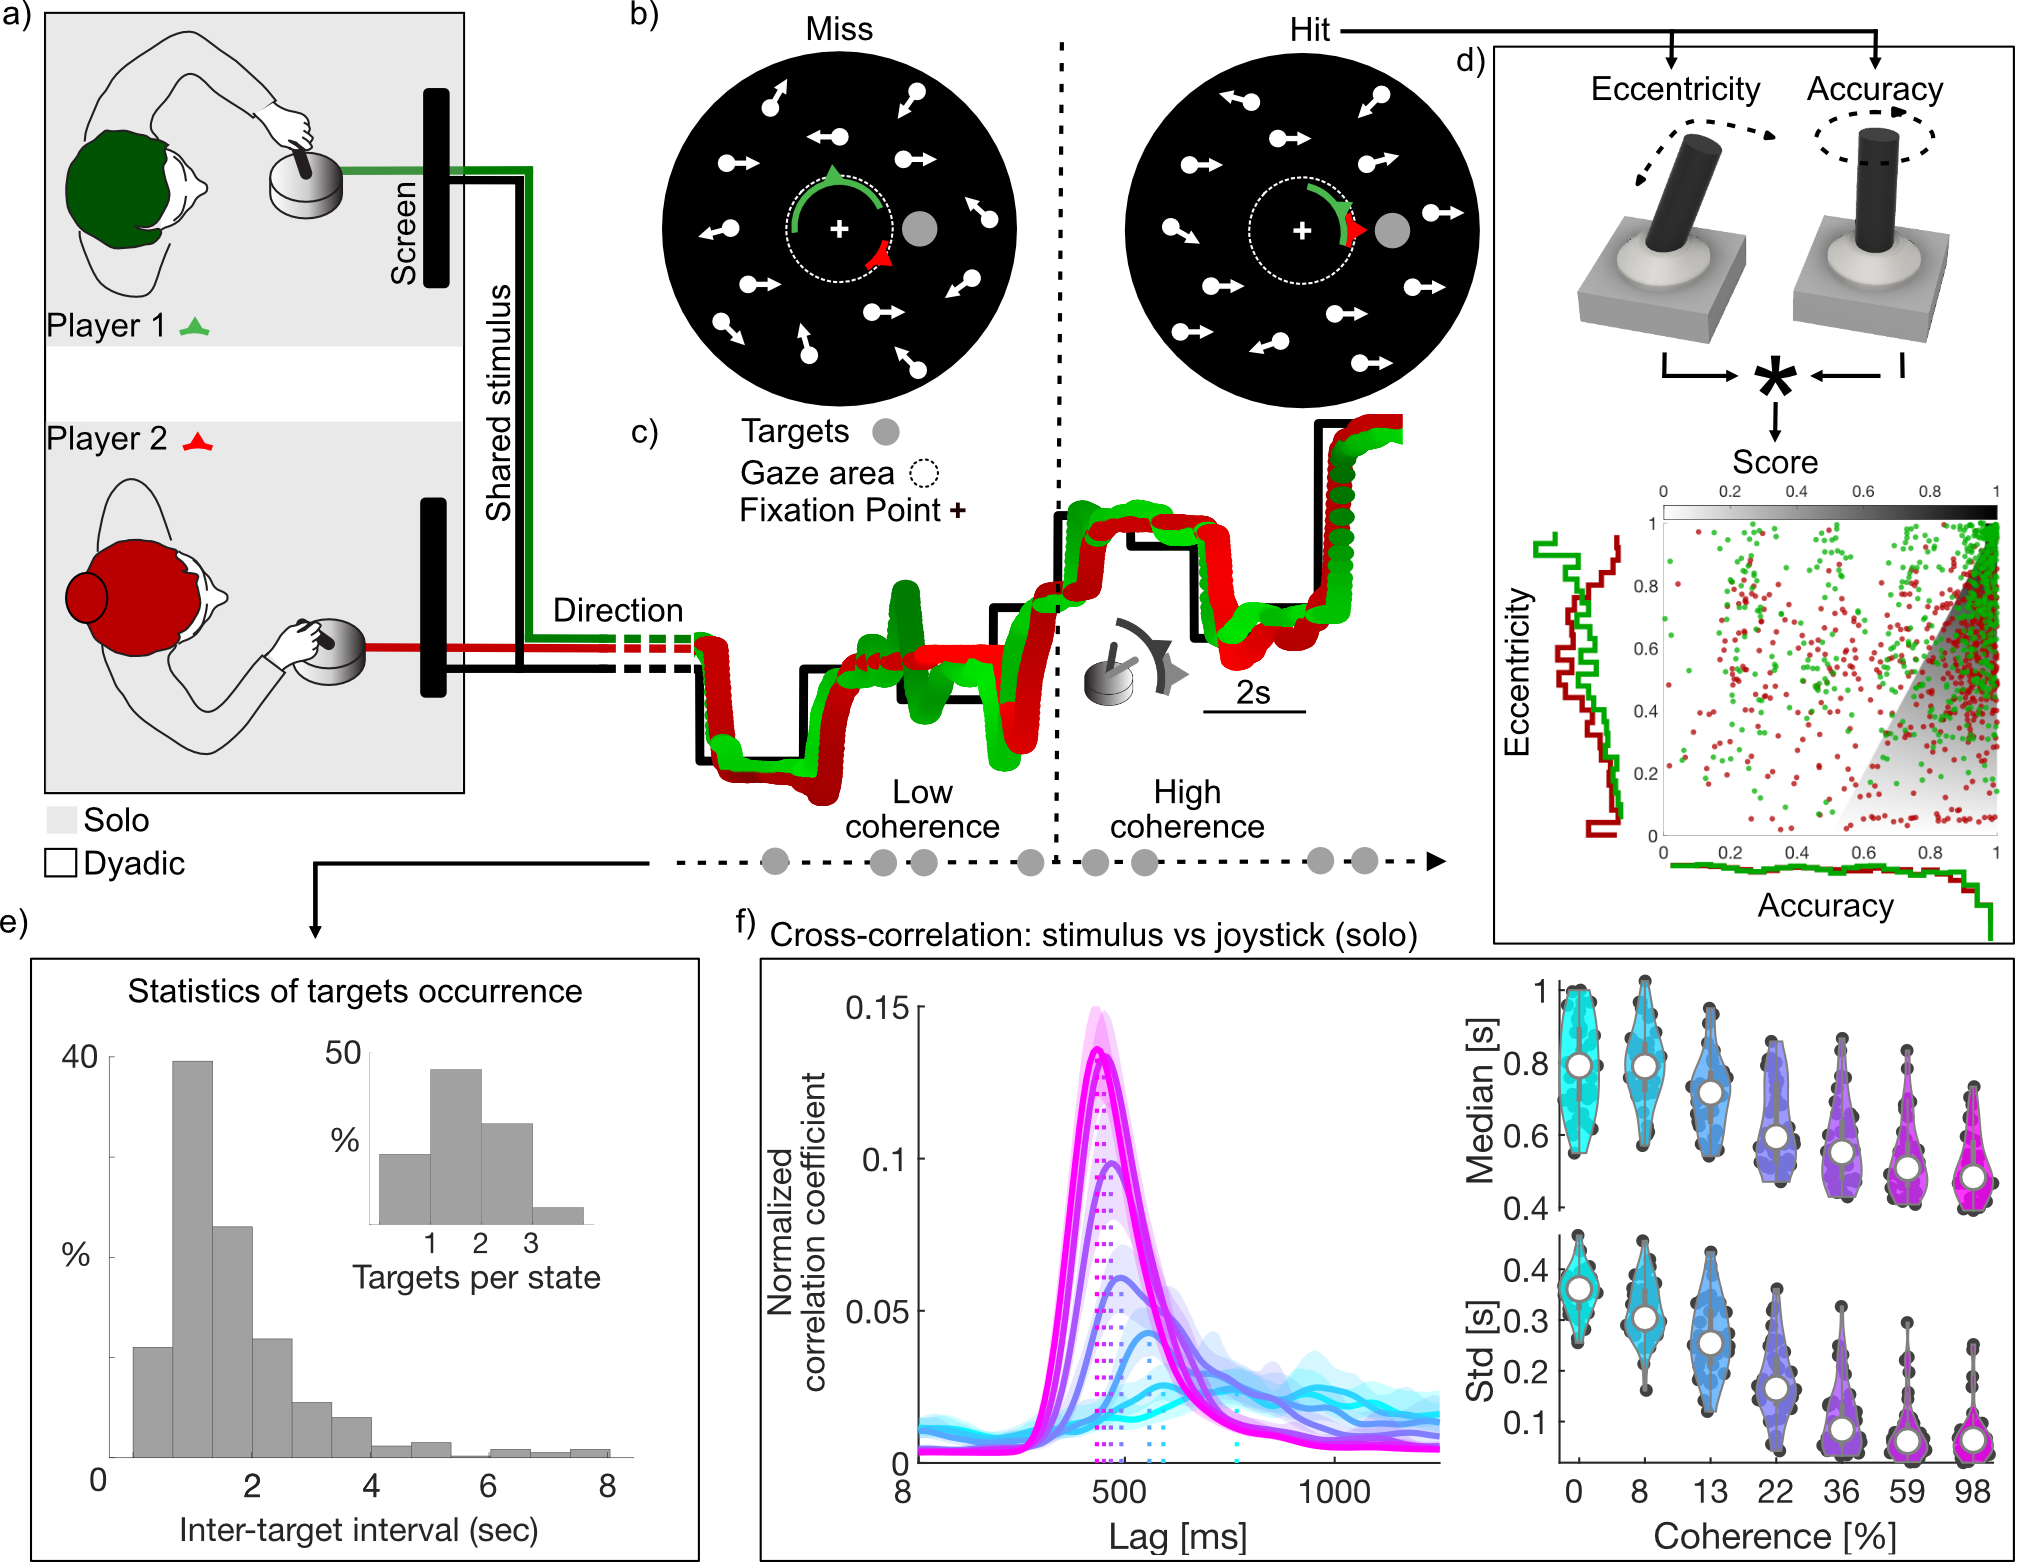 a)
Screen
Player 1
Player 2
Shared stimulus
Solo
Dyadic
Direction
b)
Miss
Hit
c)
Targets
Gaze area
Fixation Point +
2s
Low
coherence
High
coherence
d)
Eccentricity
Accuracy
*
Score
0 0.2 0.4 0.6 0.8 1
1
0.8
0.6
0.4
0.2
0
Eccentricity
0 0.2 0.4 0.6 0.8 1
Accuracy
e)
Statistics of targets occurrence
40
%
0 2 4 6 8
Inter-target interval (sec)
50
%
1 2 3
Targets per state
f)
Cross-correlation: stimulus vs joystick (solo)
Normalized
correlation coefficient
0.15
0.1
0.05
0
8 500 1000
Lag [ms]
Median [s]
1
0.8
0.6
0.4
Std [s]
0.4
0.3
0.2
0.1
0 8 13 22 36 59 98
Coherence [%]